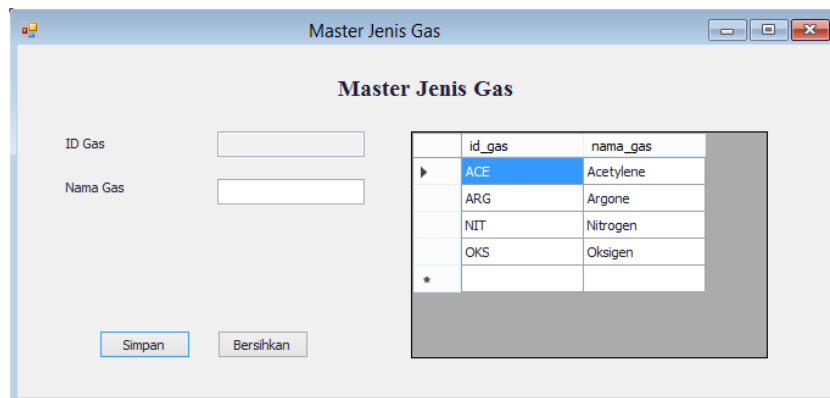 Master Jenis Gas
Master Jenis Gas
ID Gas
Nama Gas
id_gas nama_gas
ACE Acetylene
ARG Argone
NIT Nitrogen
OKS Oksigen
*
Simpan Bersihkan